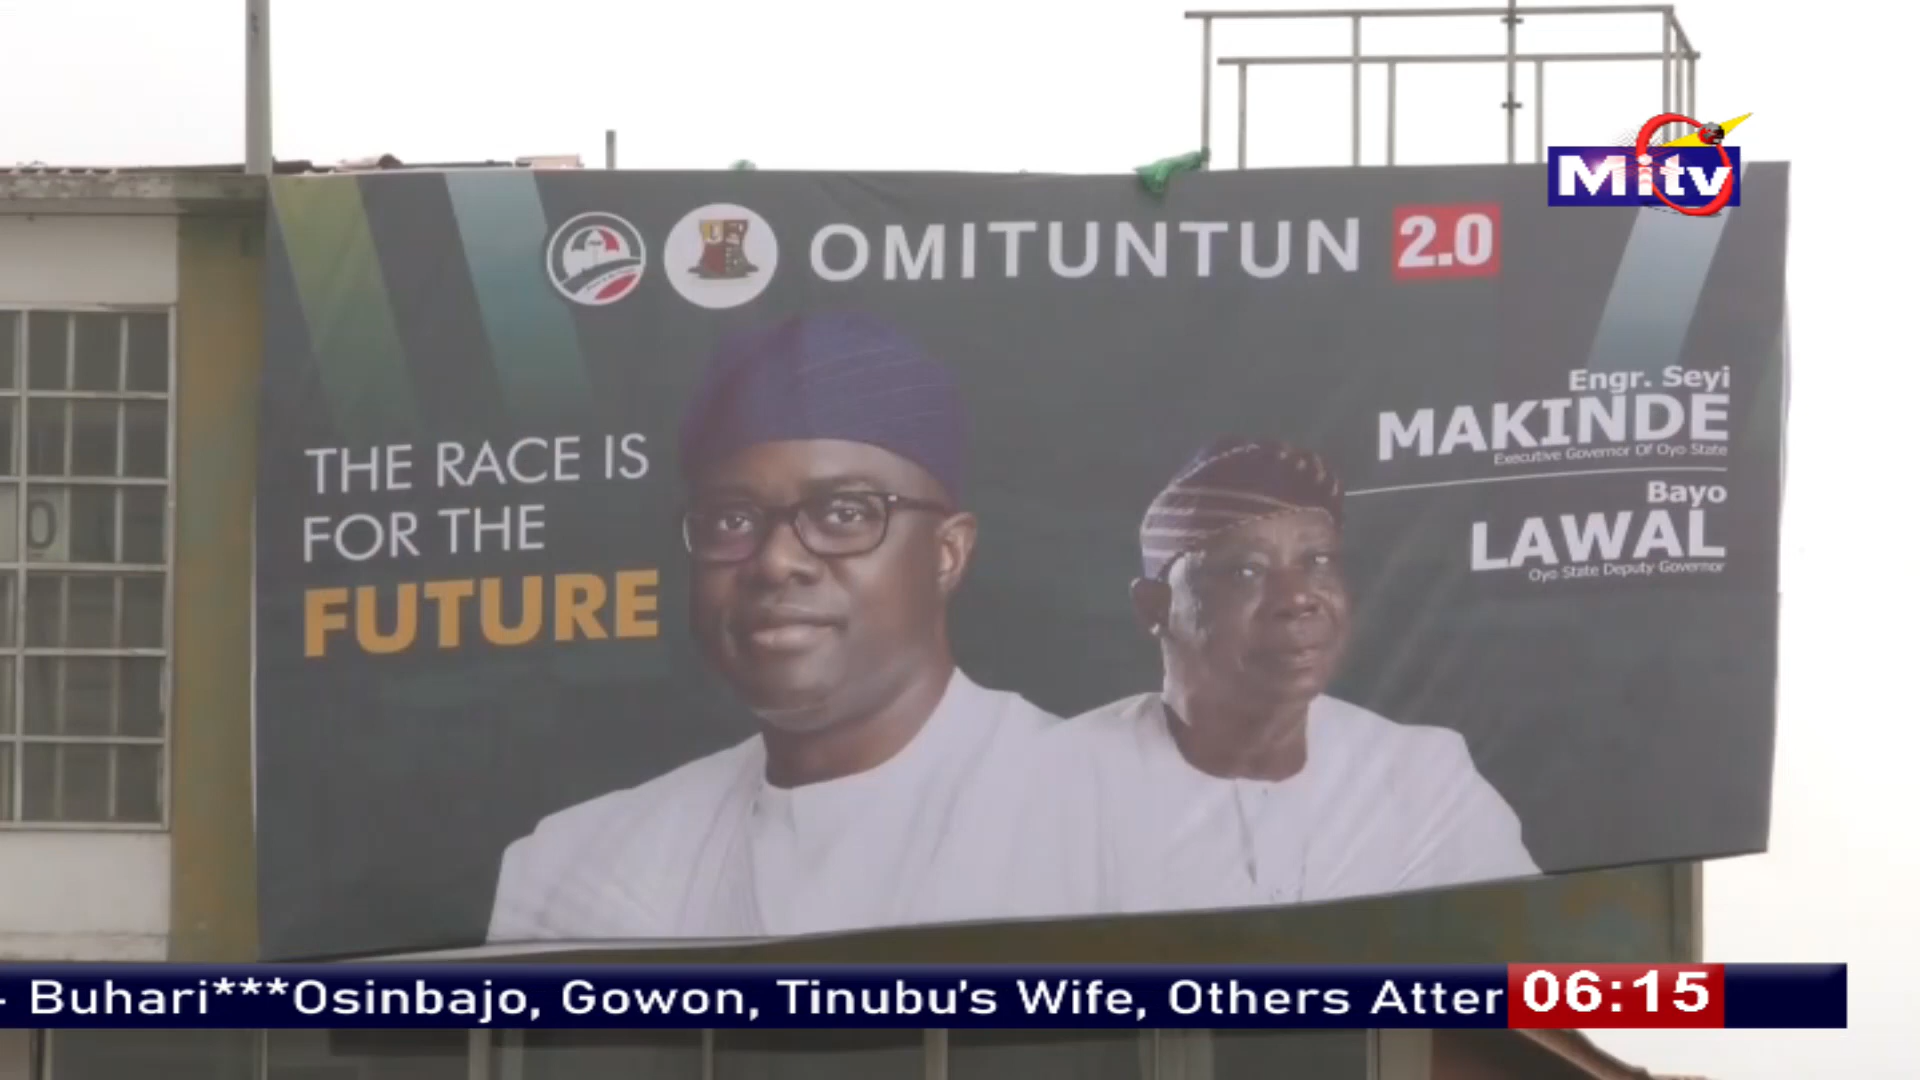 Mitv
OMITUNTUN 2.0
THE RACE IS
FOR THE
FUTURE
Engr. Seyi
MAKINDE
Executive Governor Of Oyo State
Bayo
LAWAL
Oyo State Deputy Governor
0
- Buhari***Osinbajo, Gowon, Tinubu's Wife, Others Atter
06:15